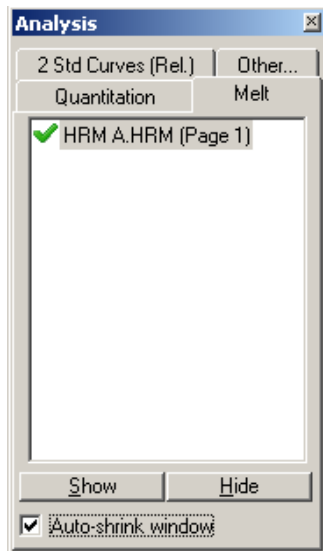 Analysis
2 Std Curves (Rel.) Other...
Quantitation Melt
HRM A.HRM (Page 1)
Show Hide
Auto-shrink window